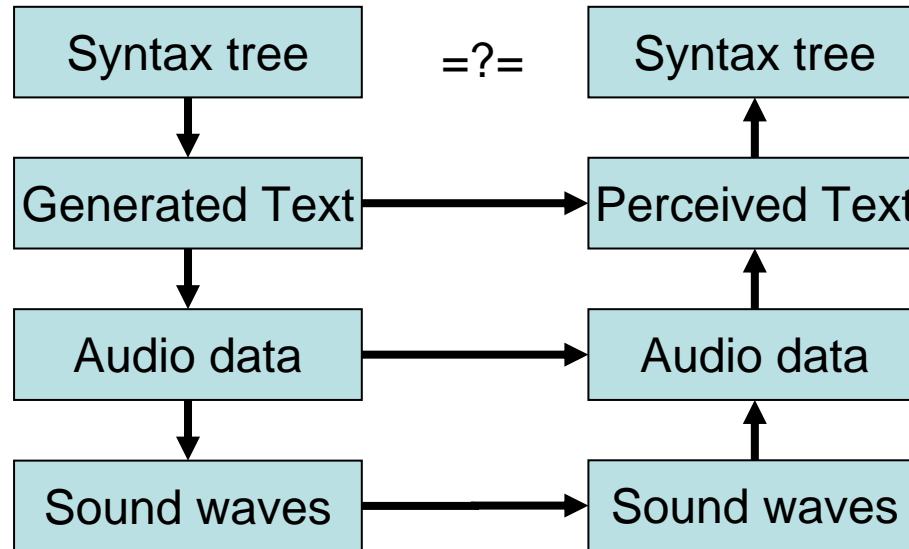 Syntax tree =?= Syntax tree
Generated Text Perceived Text
Audio data Audio data
Sound waves Sound waves